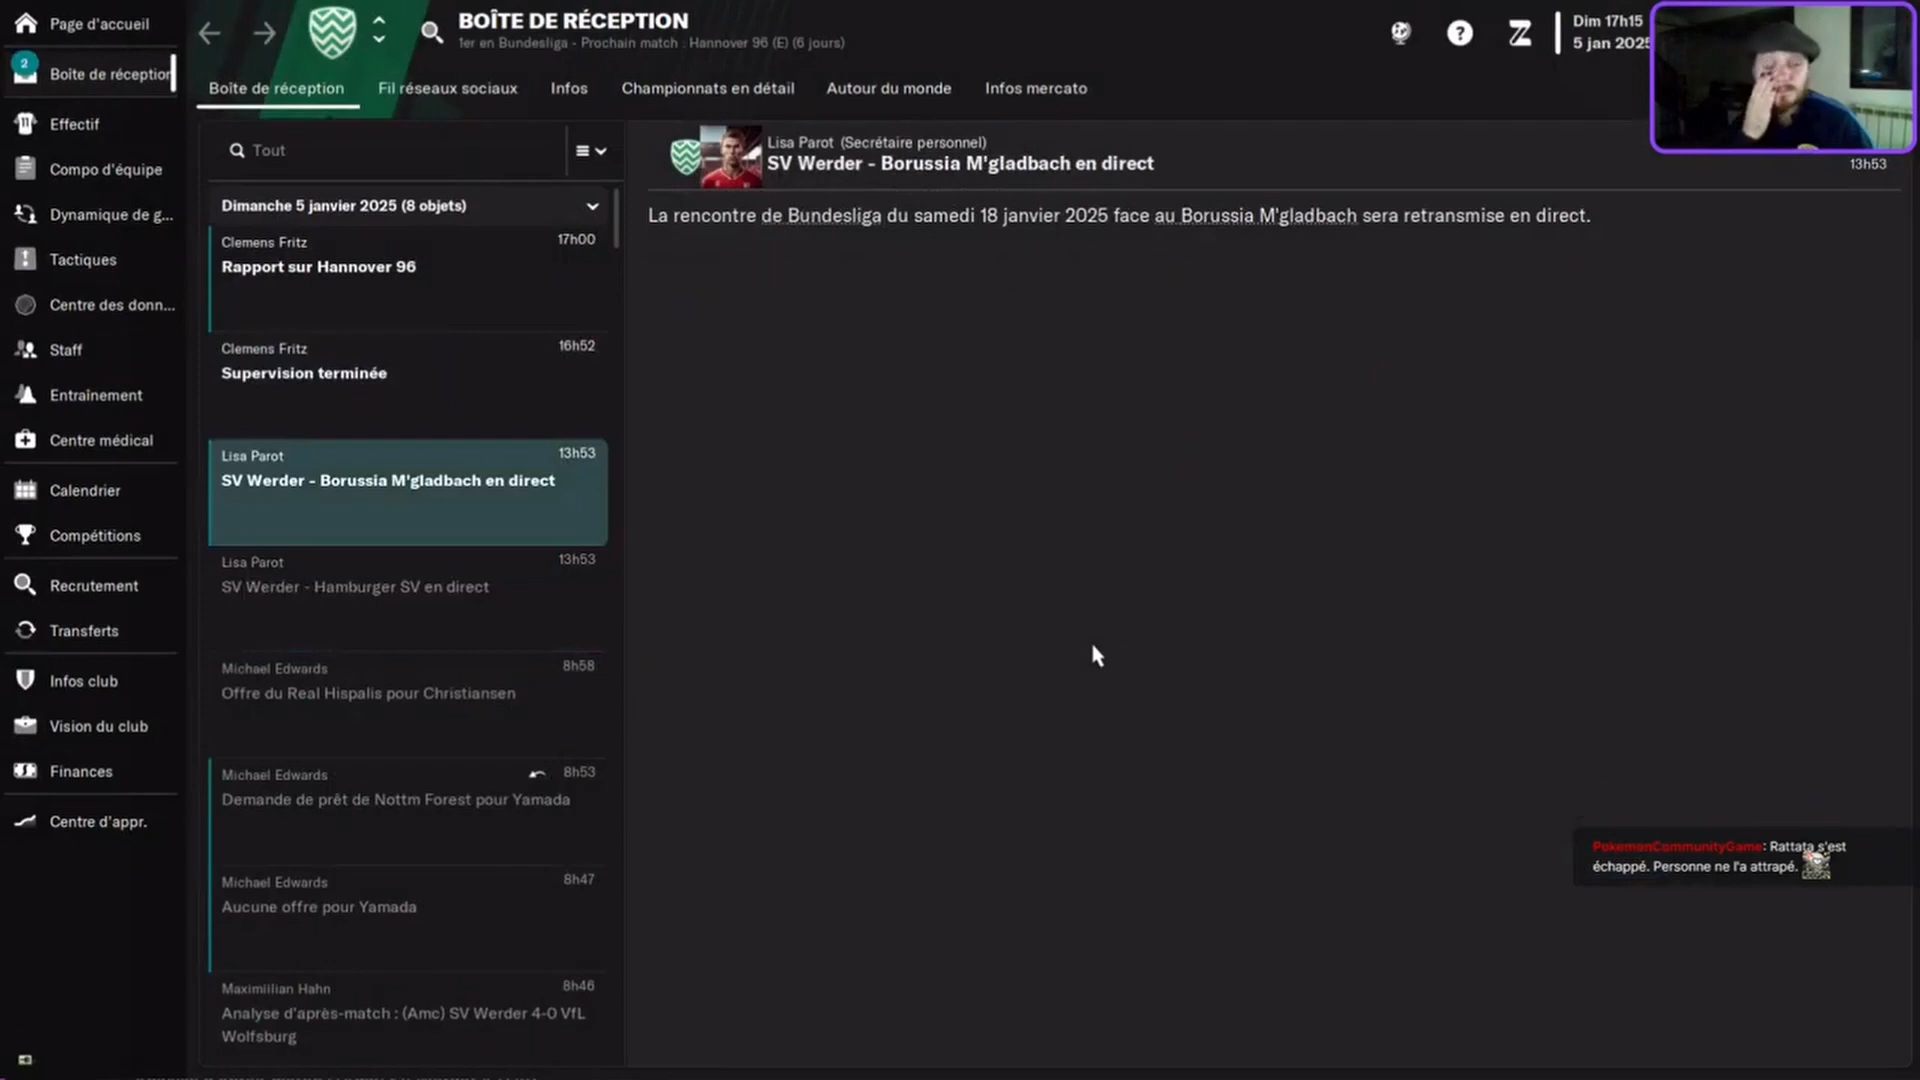 Page d'accueil
2
Boîte de réception
Effectif
Compo d'équipe
Dynamique de g...
Tactiques
Centre des donn...
Staff
Entraînement
Centre médical
Calendrier
Compétitions
Recrutement
Transferts
Infos club
Vision du club
Finances
Centre d'appr.
BOÎTE DE RÉCEPTION
1er en Bundesliga - Prochain match : Hannover 96 (E) (6 jours)
Dim 17h15
5 jan 2025
Boîte de réception
Fil réseaux sociaux
Infos
Championnats en détail
Autour du monde
Infos mercato
Tout
Dimanche 5 janvier 2025 (8 objets)
Clemens Fritz 17h00
Rapport sur Hannover 96
Clemens Fritz 16h52
Supervision terminée
Lisa Parot 13h53
SV Werder - Borussia M'gladbach en direct
Lisa Parot 13h53
SV Werder - Hamburger SV en direct
Michael Edwards 8h58
Offre du Real Hispalis pour Christiansen
Michael Edwards 8h53
Demande de prêt de Nottm Forest pour Yamada
Michael Edwards 8h47
Aucune offre pour Yamada
Maximiilian Hahn 8h46
Analyse d'après-match : (Amc) SV Werder 4-0 VfL
Wolfsburg
Lisa Parot (Secrétaire personnel)
SV Werder - Borussia M'gladbach en direct
13h53
La rencontre de Bundesliga du samedi 18 janvier 2025 face au Borussia M'gladbach sera retransmise en direct.
PokemonCommunityGame: Rattata s'est
échappé. Personne ne l'a attrapé.